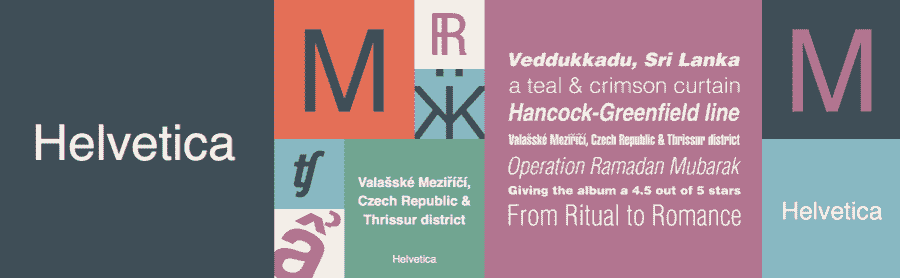 Helvetica
M
Ӝ
Valašské Meziříčí,
Czech Republic &
Thrissur district
Helvetica
Veddukkadu, Sri Lanka
a teal & crimson curtain
Hancock-Greenfield line
Valašské Meziříčí, Czech Republic & Thrissur district
Operation Ramadan Mubarak
Giving the album a 4.5 out of 5 stars
From Ritual to Romance
M
Helvetica